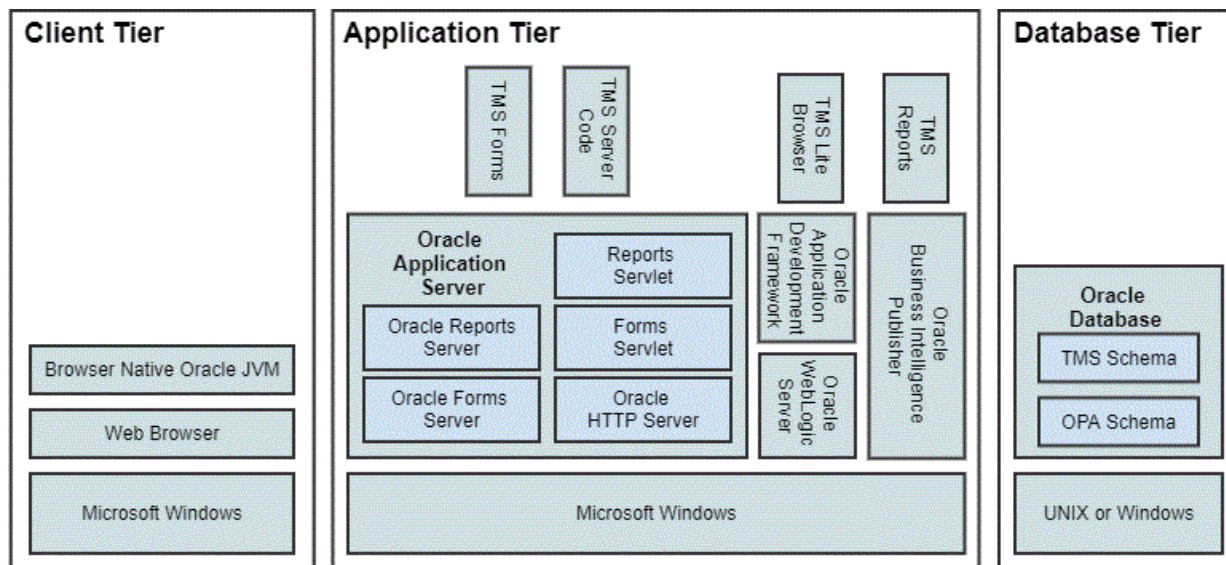 Client Tier
Browser Native Oracle JVM
Web Browser
Microsoft Windows
Application Tier
TMS Forms
TMS Server
Code
TMS Lite
Browser
TMS
Reports
Oracle
Application
Server
Reports
Servlet
Oracle Reports
Server
Forms
Servlet
Oracle Forms
Server
Oracle
HTTP Server
Oracle
Application
Development
Framework
Oracle
WebLogic
Server
Oracle
Business Intelligence
Publisher
Microsoft Windows
Database Tier
Oracle
Database
TMS Schema
OPA Schema
UNIX or Windows